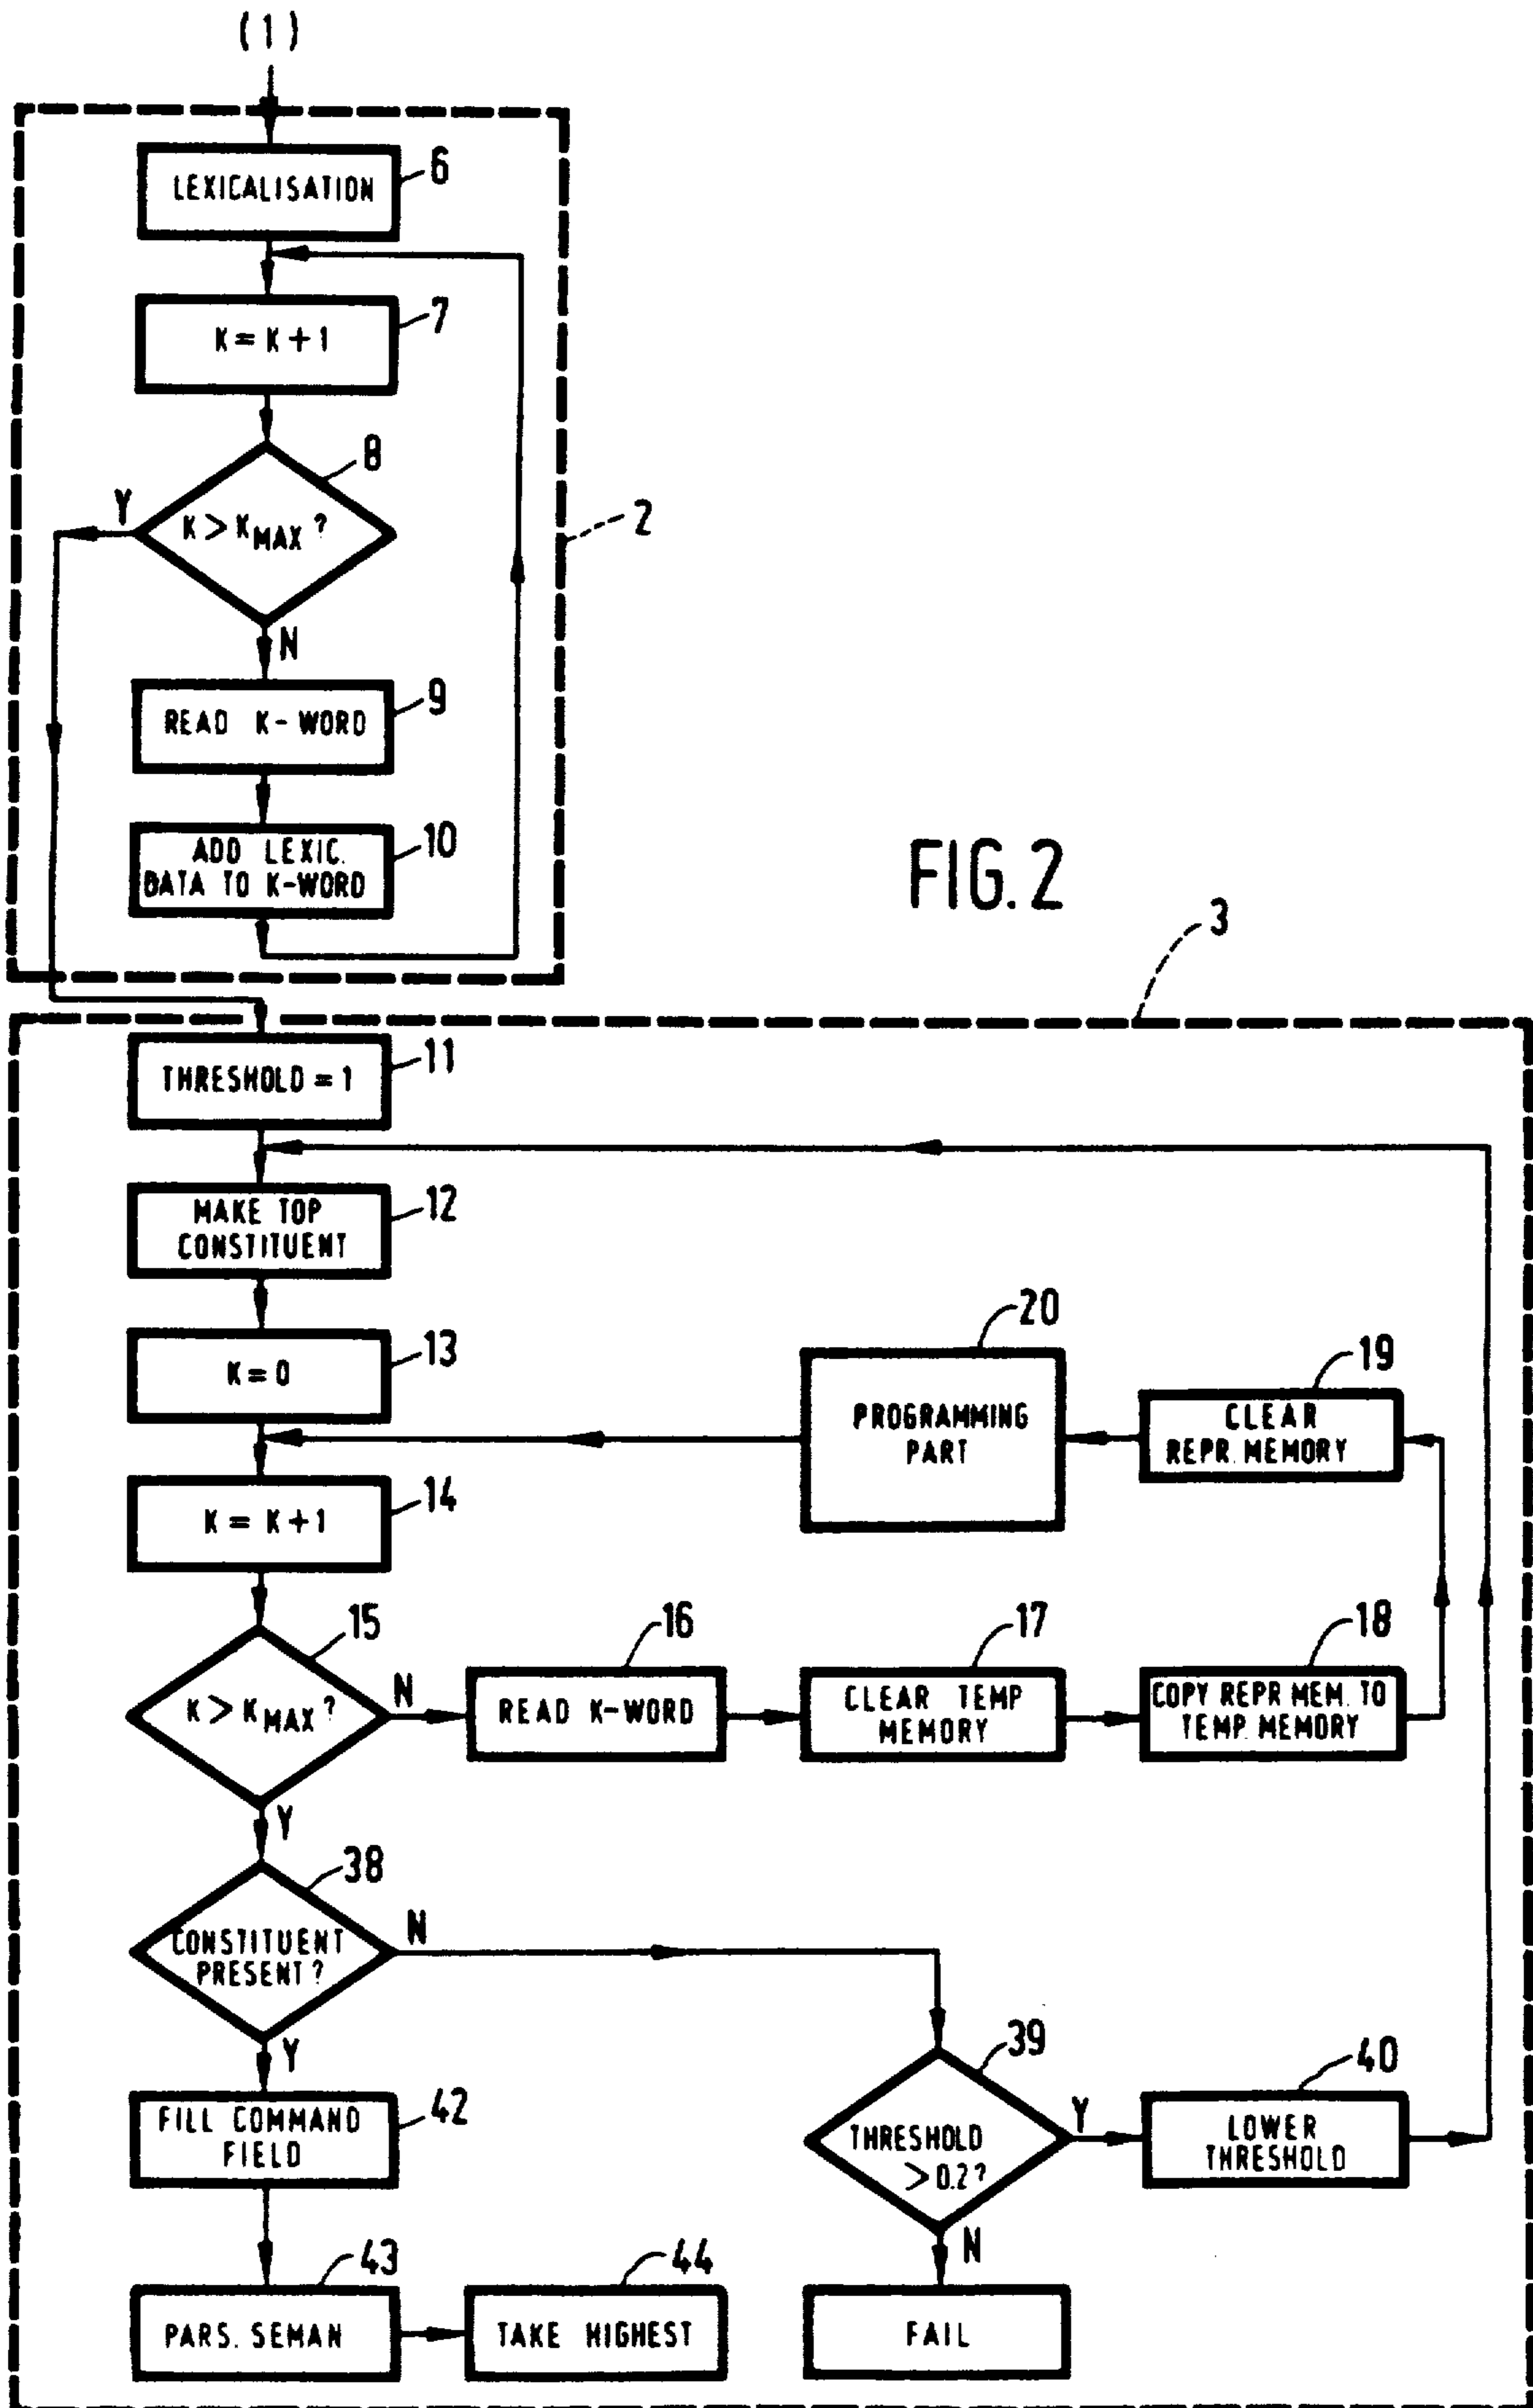 (1)
LEXICALISATION
6
K = K + 1
7
8
K > KMAX ?
Y
N
2
READ K - WORD
9
ADD LEXIC.
DATA TO K-WORD
10
FIG. 2
3
THRESHOLD = 1
11
MAKE TOP
CONSTITUENT
12
K = 0
13
20
PROGRAMMING
PART
19
CLEAR
REPR. MEMORY
K = K + 1
14
15
K > KMAX ?
N
Y
16
READ K-WORD
17
CLEAR TEMP
MEMORY
18
COPY REPR MEM. TO
TEMP. MEMORY
38
CONSTITUENT
PRESENT ?
N
Y
39
THRESHOLD
> 0.2 ?
Y
N
40
LOWER
THRESHOLD
FILL COMMAND
FIELD
42
43
PARS. SEMAN
44
TAKE HIGHEST
FAIL